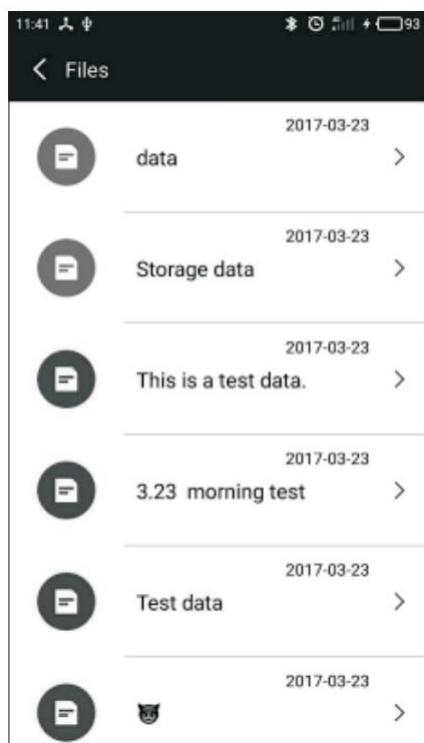 11:41 93
Files
2017-03-23
data
2017-03-23
Storage data
2017-03-23
This is a test data.
2017-03-23
3.23 morning test
2017-03-23
Test data
2017-03-23
😈